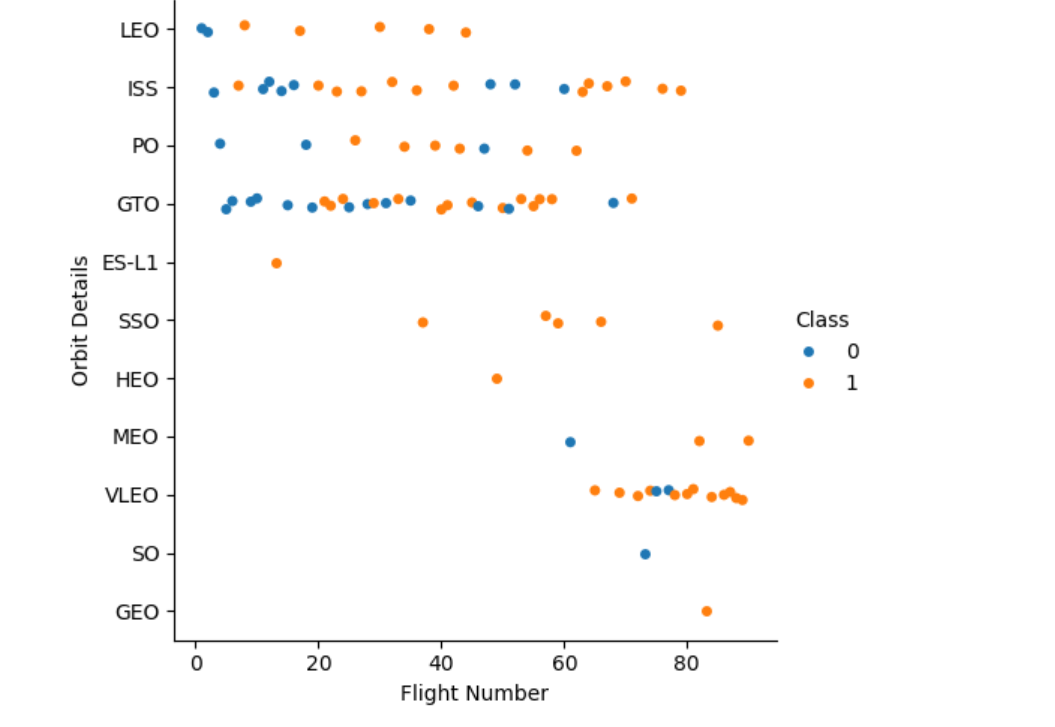 LEO
ISS
PO
GTO
ES-L1
SSO
HEO
MEO
VLEO
SO
GEO
Orbit Details
0 20 40 60 80
Flight Number
Class
0
1